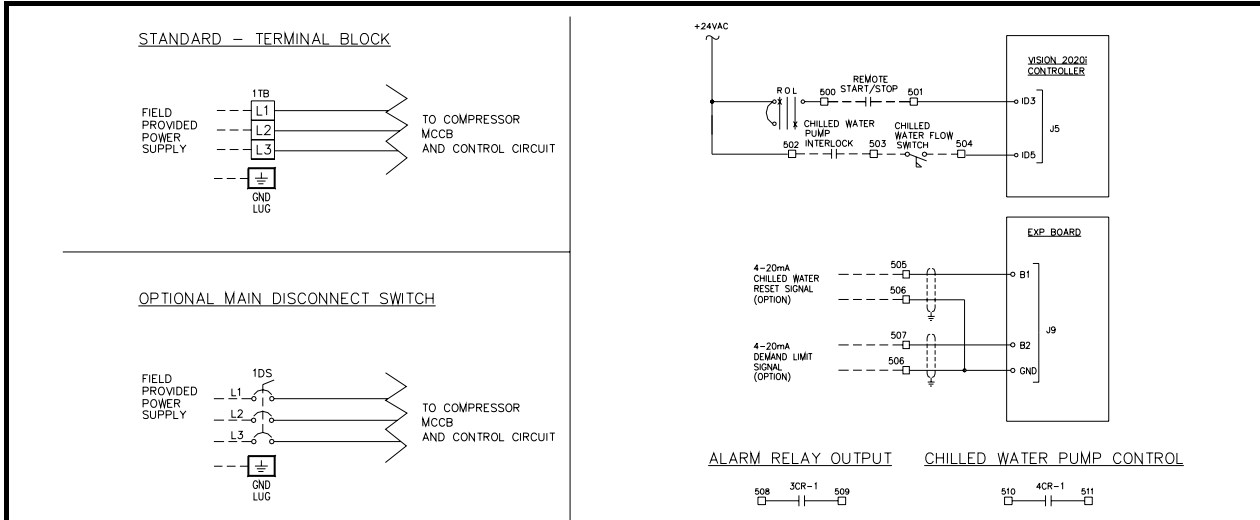 STANDARD - TERMINAL BLOCK
1TB
FIELD
PROVIDED
POWER
SUPPLY
L1
L2
L3
TO COMPRESSOR
MCCB
AND CONTROL CIRCUIT
GND
LUG
OPTIONAL MAIN DISCONNECT SWITCH
1DS
FIELD
PROVIDED
POWER
SUPPLY
L1
L2
L3
TO COMPRESSOR
MCCB
AND CONTROL CIRCUIT
GND
LUG
+24VAC
R O L
500
REMOTE
START/STOP
501
502
CHILLED WATER
PUMP
INTERLOCK
503
CHILLED
WATER FLOW
SWITCH
504
VISION 2020i
CONTROLLER
ID3
J5
ID5
EXP BOARD
4-20mA
CHILLED WATER
RESET SIGNAL
(OPTION)
505
506
B1
J9
4-20mA
DEMAND LIMIT
SIGNAL
(OPTION)
507
506
B2
GND
ALARM RELAY OUTPUT
508
3CR-1
509
CHILLED WATER PUMP CONTROL
510
4CR-1
511